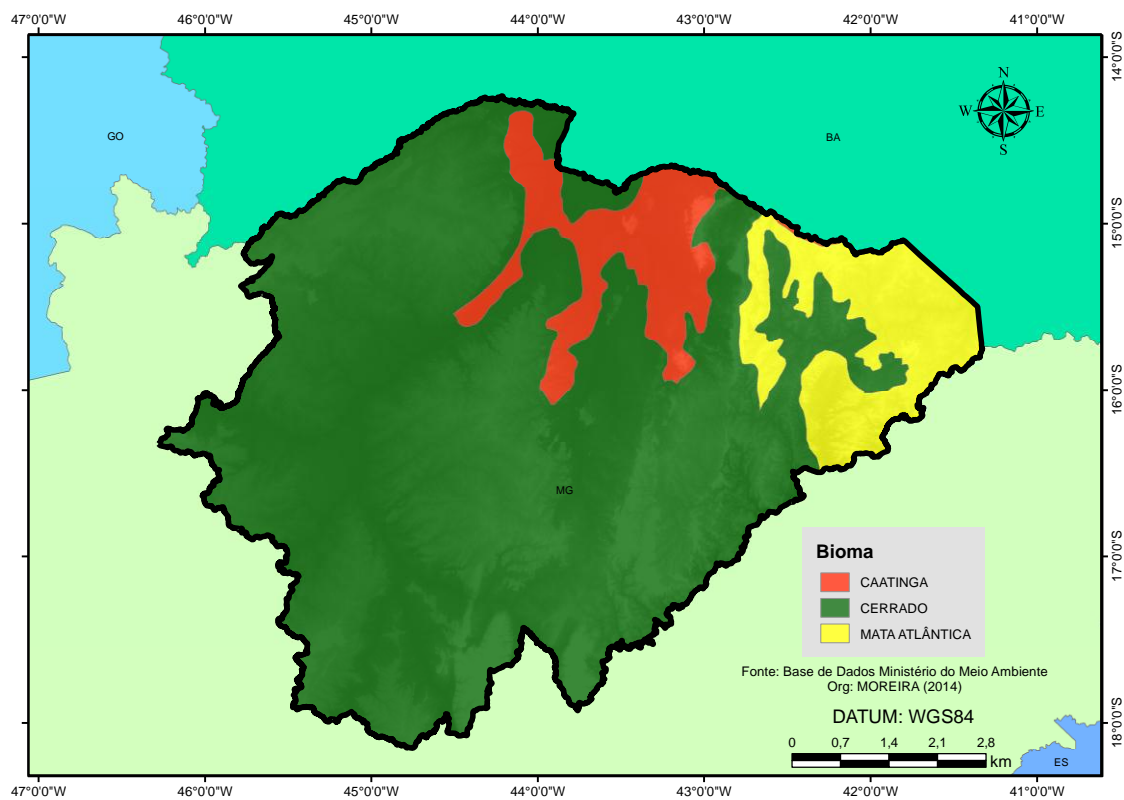 47°0'0"W 46°0'0"W 45°0'0"W 44°0'0"W 43°0'0"W 42°0'0"W 41°0'0"W
14°0'0"S
N
W E
S
GO
BA
15°0'0"S
16°0'0"S
MG
17°0'0"S
Bioma
CAATINGA
CERRADO
MATA ATLÂNTICA
Fonte: Base de Dados Ministério do Meio Ambiente
Org: MOREIRA (2014)
DATUM: WGS84
18°0'0"S
0 0,7 1,4 2,1 2,8
km
ES
47°0'0"W 46°0'0"W 45°0'0"W 44°0'0"W 43°0'0"W 42°0'0"W 41°0'0"W